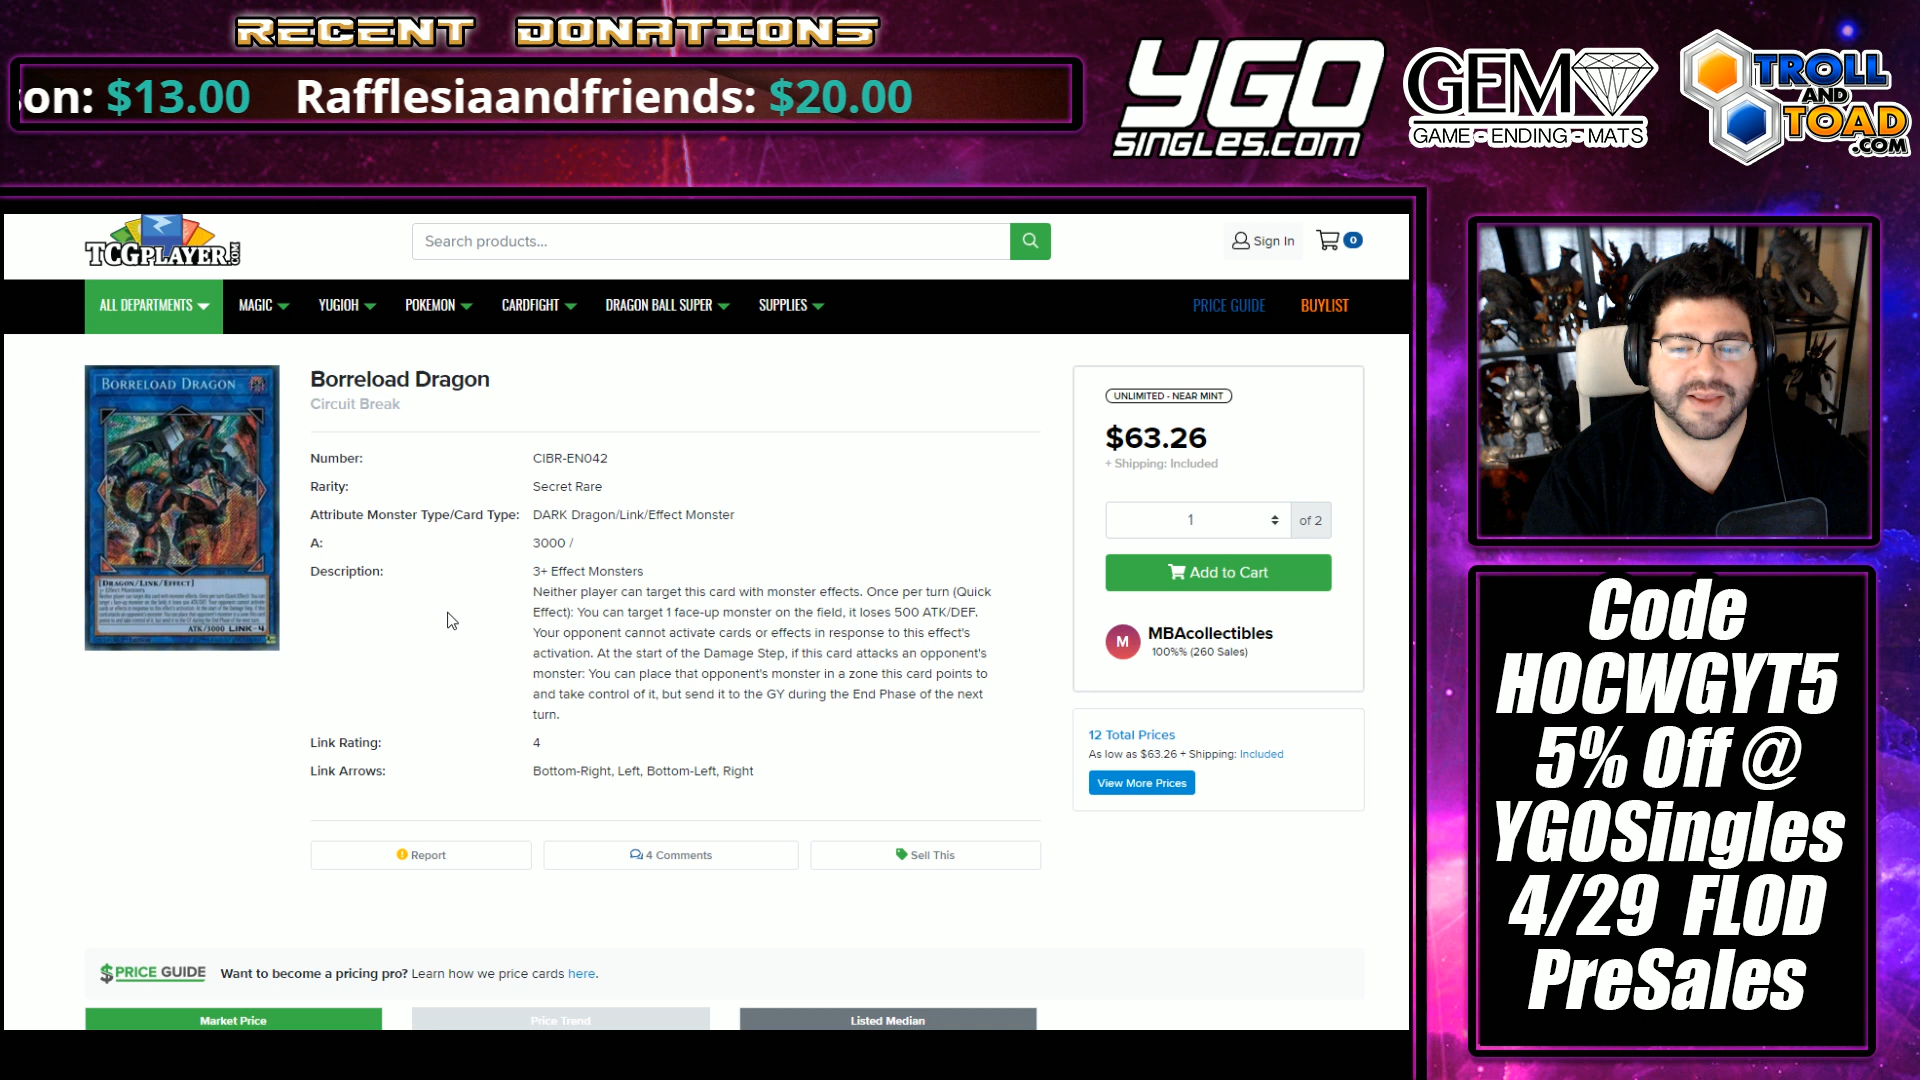 RECENT DONATIONS
on: $13.00 Rafflesiaandfriends: $20.00
YGO
SINGLES.COM
GEM
GAME - ENDING - MATS
TROLL
AND
TOAD
.COM
TCGPLAYER.COM
Search products...
Sign In
0
ALL DEPARTMENTS
MAGIC
YUGIOH
POKEMON
CARDFIGHT
DRAGON BALL SUPER
SUPPLIES
PRICE GUIDE
BUYLIST
BORRELOAD DRAGON
[DRAGON/LINK/EFFECT]
ATK/3000 LINK-4
Borreload Dragon
Circuit Break
Number: CIBR-EN042
Rarity: Secret Rare
Attribute Monster Type/Card Type: DARK Dragon/Link/Effect Monster
A: 3000 /
Description: 3+ Effect Monsters
Neither player can target this card with monster effects. Once per turn (Quick
Effect): You can target 1 face-up monster on the field, it loses 500 ATK/DEF.
Your opponent cannot activate cards or effects in response to this effect's
activation. At the start of the Damage Step, if this card attacks an opponent's
monster: You can place that opponent's monster in a zone this card points to
and take control of it, but send it to the GY during the End Phase of the next
turn.
Link Rating: 4
Link Arrows: Bottom-Right, Left, Bottom-Left, Right
Report
4 Comments
Sell This
UNLIMITED - NEAR MINT
$63.26
+ Shipping: Included
1 of 2
Add to Cart
M
MBAcollectibles
100%% (260 Sales)
12 Total Prices
As low as $63.26 + Shipping: Included
View More Prices
$PRICE GUIDE Want to become a pricing pro? Learn how we price cards here.
Market Price
Price Trend
Listed Median
Code
HOCWGYT5
5% Off @
YGOSingles
4/29 FLOD
PreSales